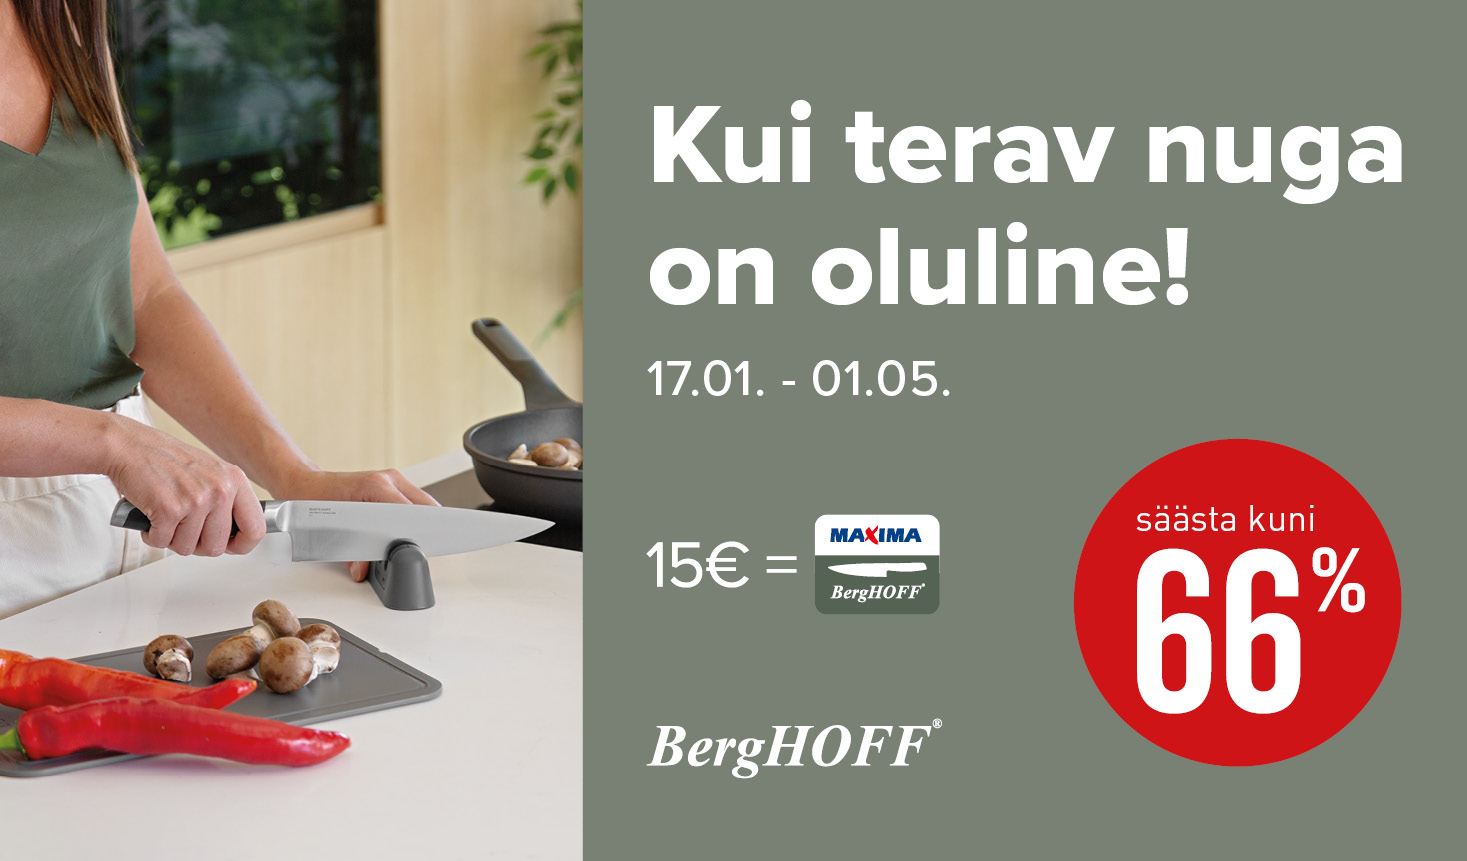 Kui terav nuga
on oluline!
17.01. - 01.05.
15€ =
MAXIMA
BergHOFF®
säästa kuni
66%
BergHOFF®